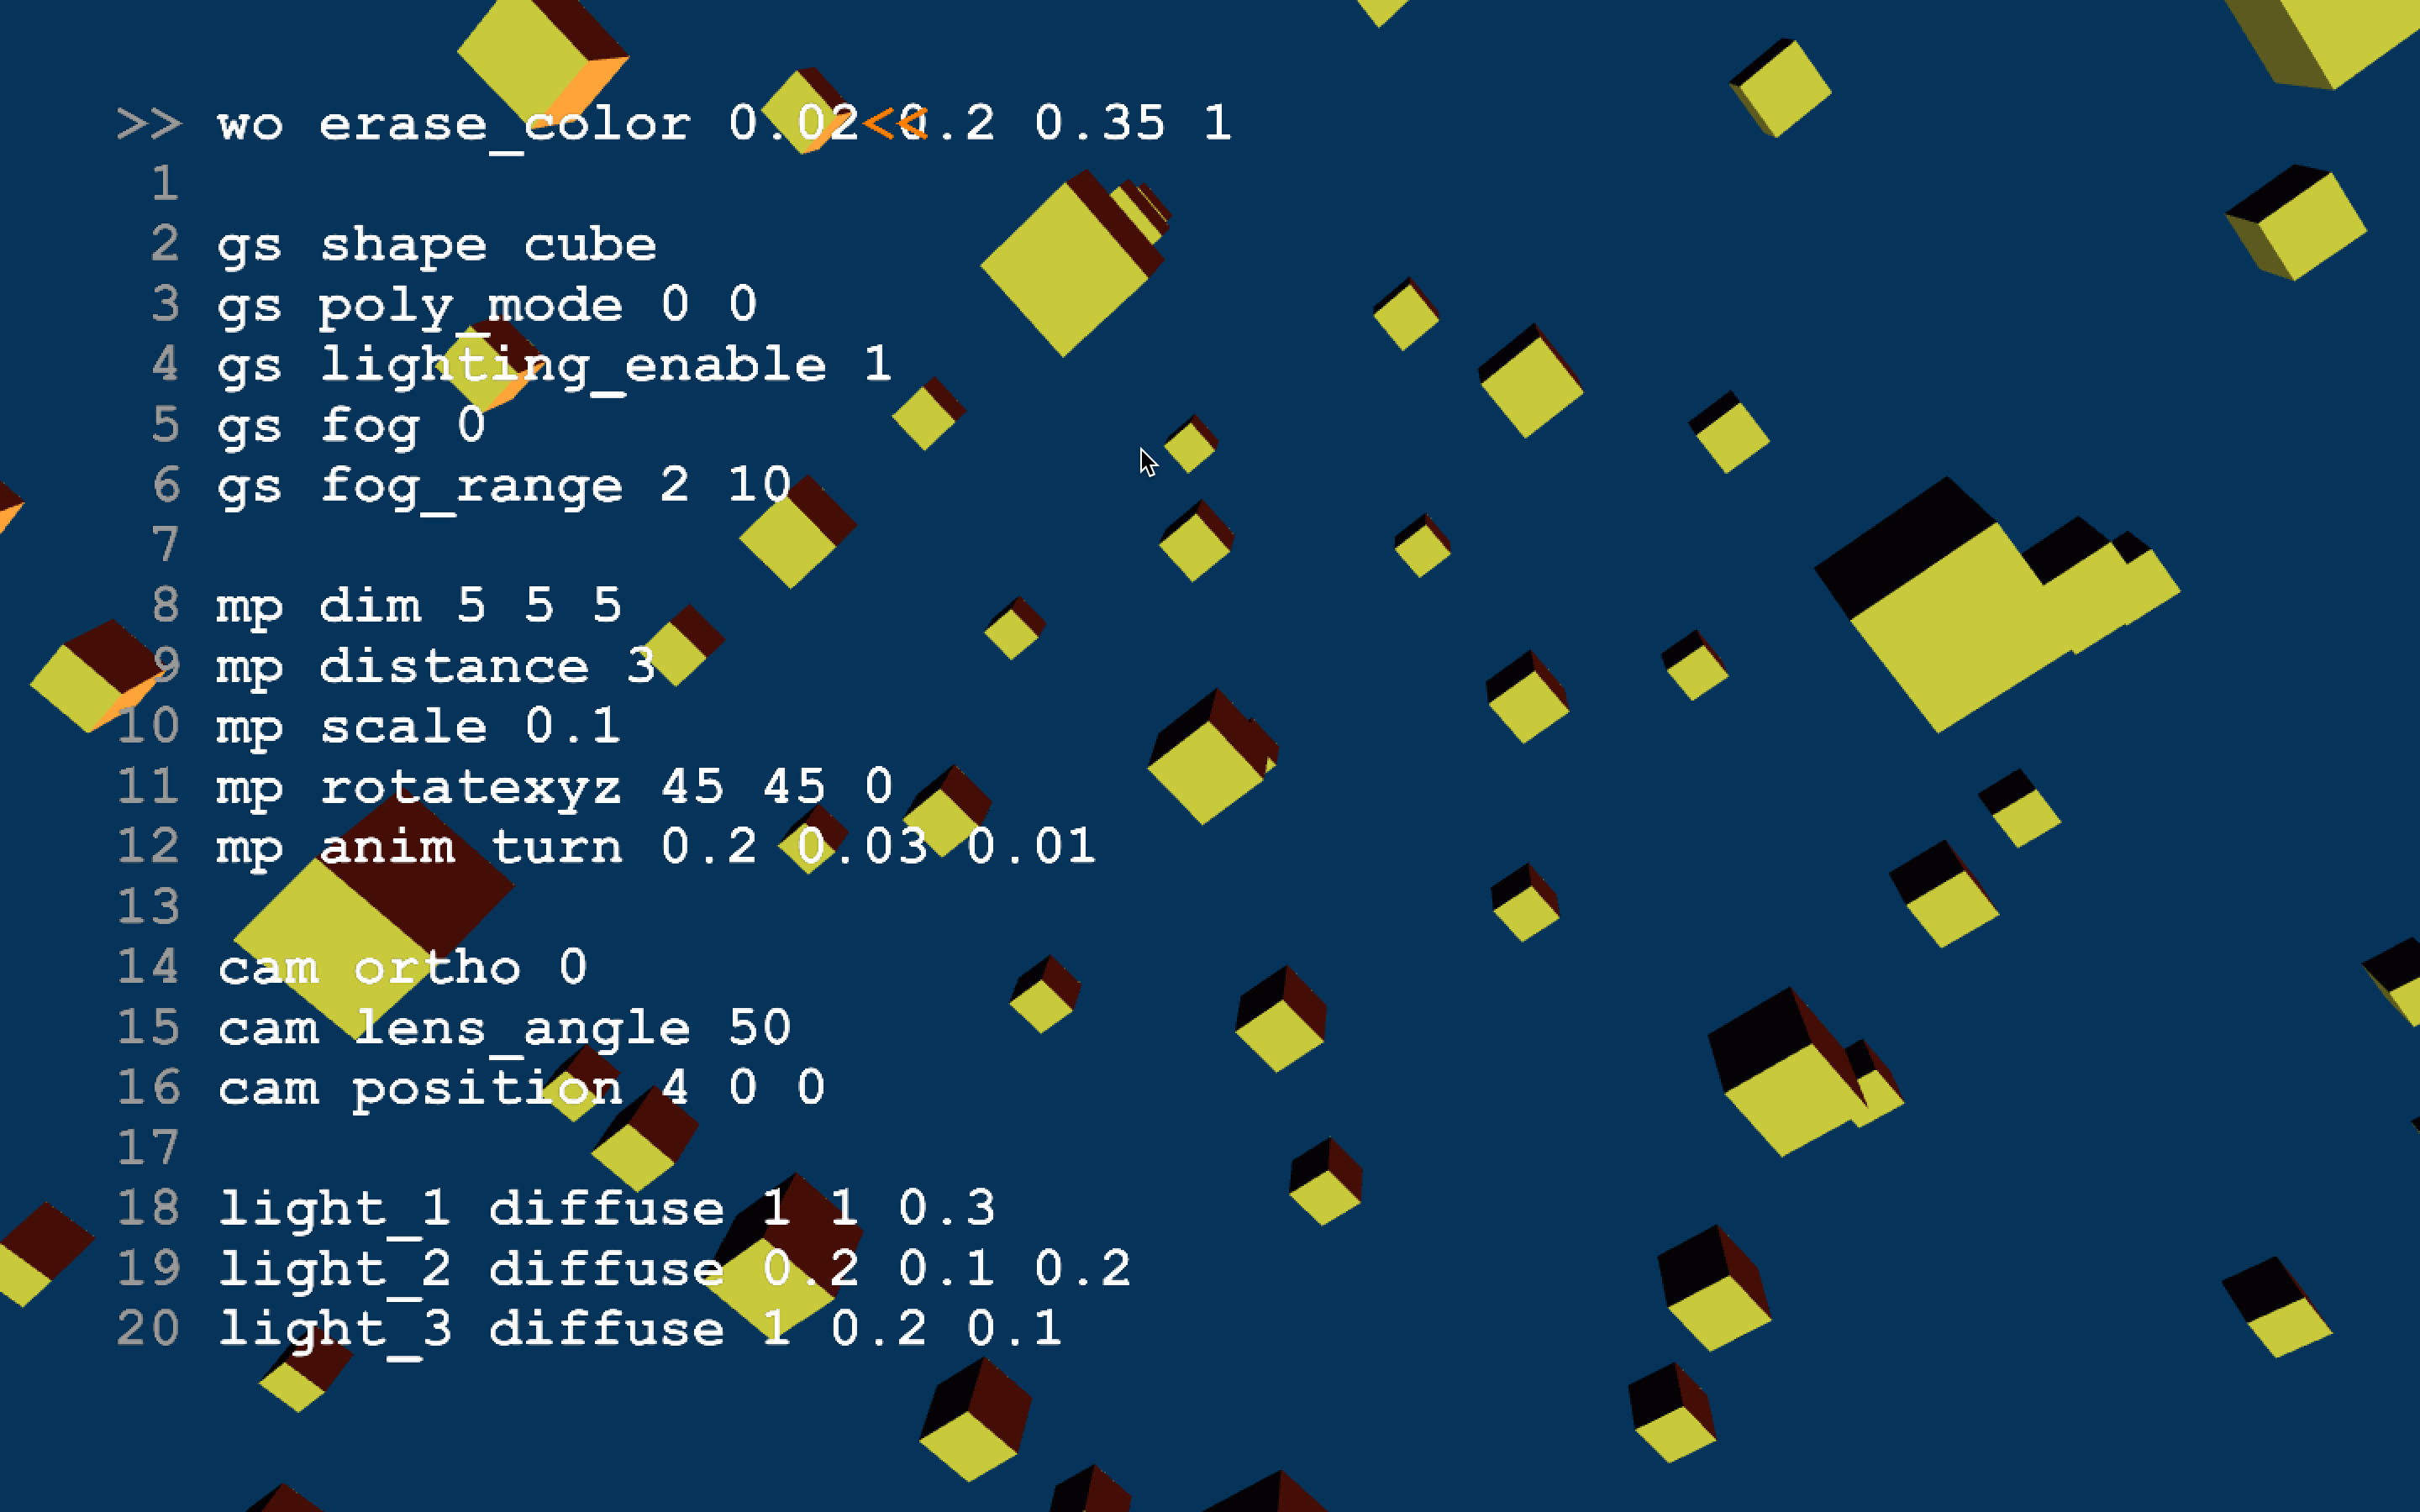 >> wo erase_color 0.02<<0.2 0.35 1
1
2 gs shape cube
3 gs poly_mode 0 0
4 gs lighting_enable 1
5 gs fog 0
6 gs fog_range 2 10
7
8 mp dim 5 5 5
9 mp distance 3
10 mp scale 0.1
11 mp rotatexyz 45 45 0
12 mp anim turn 0.2 0.03 0.01
13
14 cam ortho 0
15 cam lens_angle 50
16 cam position 4 0 0
17
18 light_1 diffuse 1 1 0.3
19 light_2 diffuse 0.2 0.1 0.2
20 light_3 diffuse 1 0.2 0.1